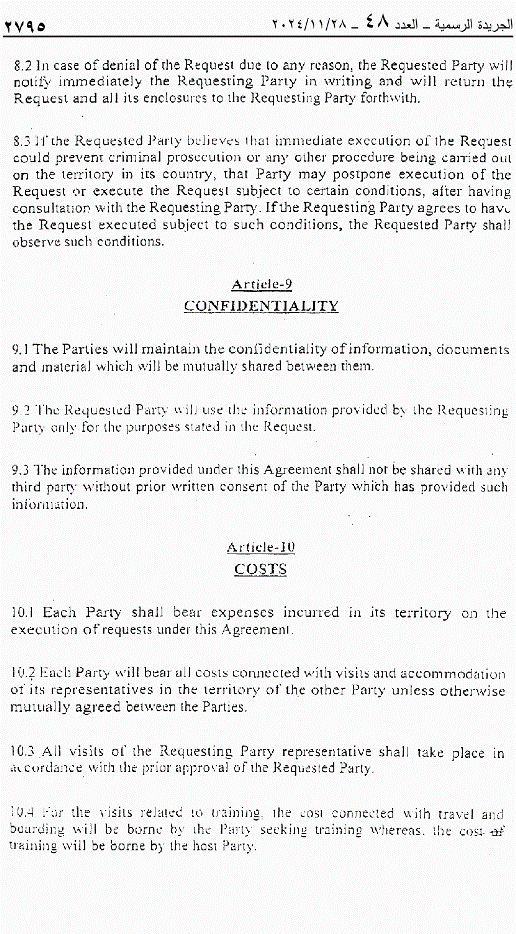 الجريدة الرسمية – العدد ٤٨ – ٢٠٢٤/١١/٢٨
٢٧٩٥
8.2 In case of denial of the Request due to any reason, the Requested Party will
notify immediately the Requesting Party in writing and will return the
Request and all its enclosures to the Requesting Party forthwith.
8.3 If the Requested Party believes that immediate execution of the Request
could prevent criminal prosecution or any other procedure being carried out
on the territory in its country, that Party may postpone execution of the
Request or execute the Request subject to certain conditions, after having
consultation with the Requesting Party. If the Requesting Party agrees to have
the Request executed subject to such conditions, the Requested Party shall
observe such conditions.
Article-9
CONFIDENTIALITY
9.1 The Parties will maintain the confidentiality of information, documents
and material which will be mutually shared between them.
9.2 The Requested Party will use the information provided by the Requesting
Party only for the purposes stated in the Request.
9.3 The information provided under this Agreement shall not be shared with any
third party without prior written consent of the Party which has provided such
information.
Article-10
COSTS
10.1 Each Party shall bear expenses incurred in its territory on the
execution of requests under this Agreement.
10.2 Each Party will bear all costs connected with visits and accommodation
of its representatives in the territory of the other Party unless otherwise
mutually agreed between the Parties.
10.3 All visits of the Requesting Party representative shall take place in
accordance with the prior approval of the Requested Party.
10.4 For the visits related to training, the cost connected with travel and
boarding will be borne by the Party seeking training whereas, the cost of
training will be borne by the host Party.